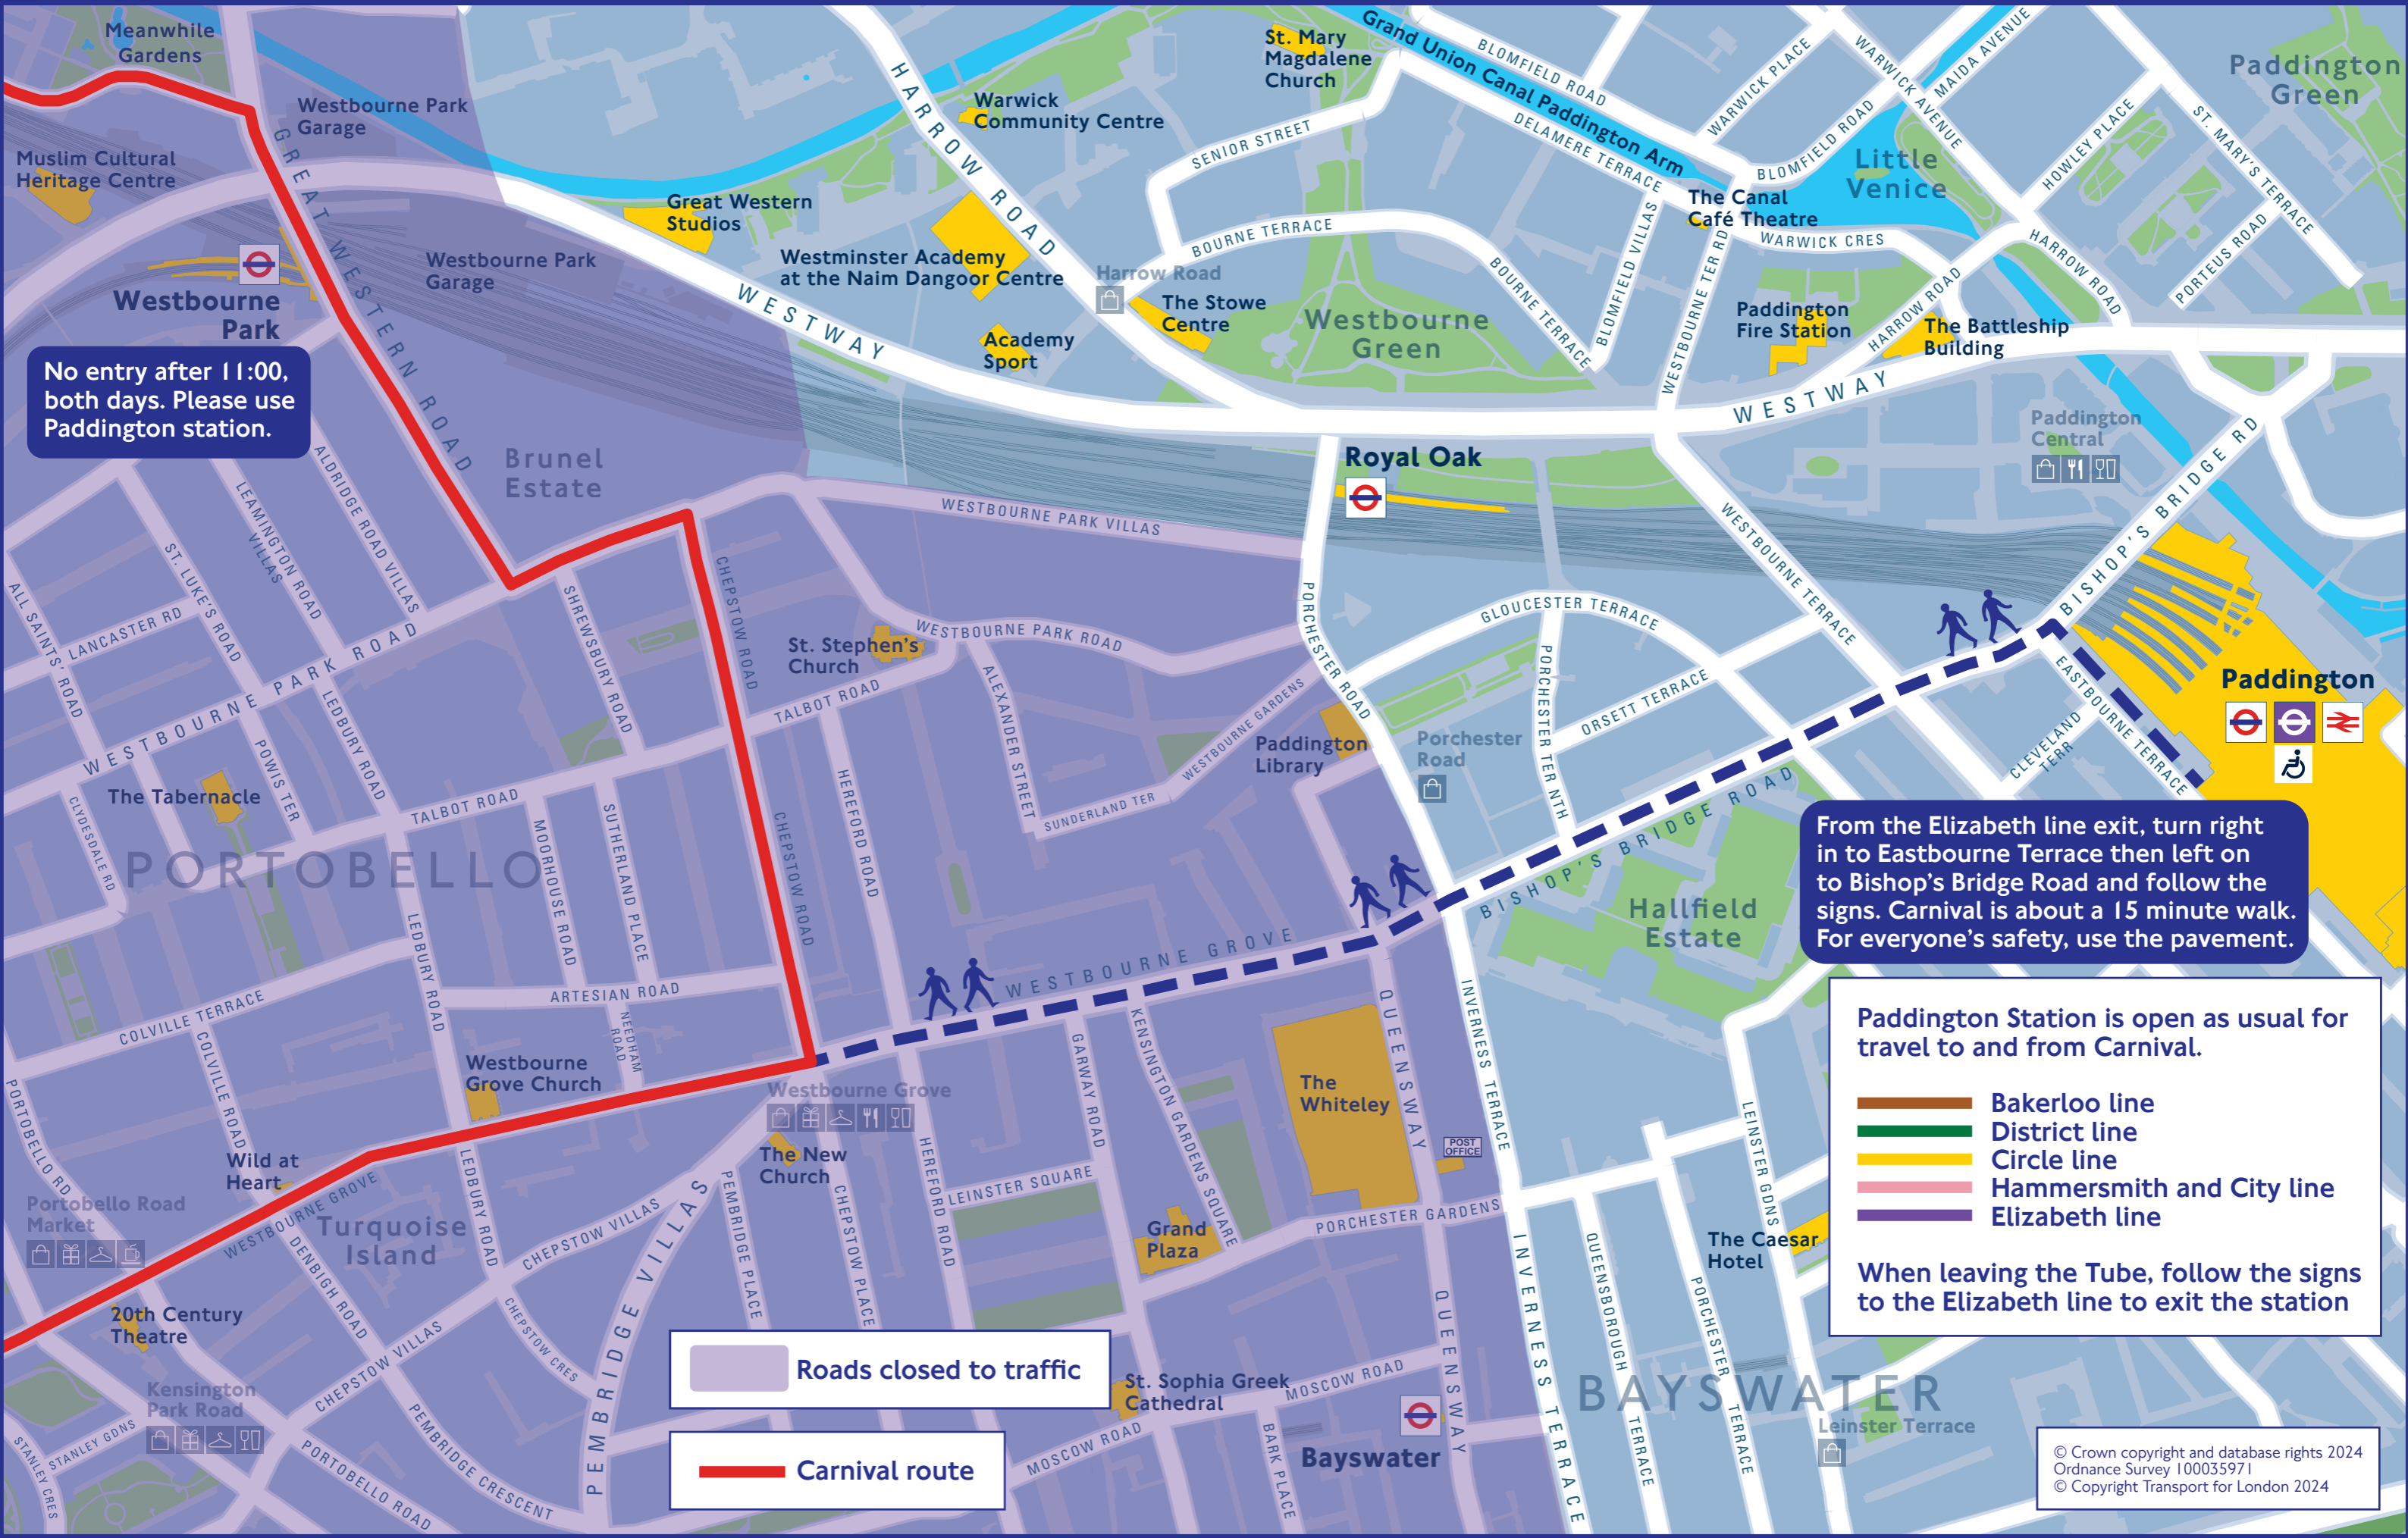 Meanwhile
Gardens
Westbourne Park
Garage
Muslim Cultural
Heritage Centre
GREAT WESTERN ROAD
Westbourne
Park
No entry after 11:00,
both days. Please use
Paddington station.
Westbourne Park
Garage
Brunel
Estate
Great Western
Studios
Warwick
Community Centre
HARROW ROAD
Westminster Academy
at the Naim Dangoor Centre
Academy
Sport
WESTWAY
Harrow Road
The Stowe
Centre
St. Mary
Magdalene
Church
Grand Union Canal Paddington Arm
BLOMFIELD ROAD
DELAMERE TERRACE
SENIOR STREET
BOURNE TERRACE
BOURNE TERRACE
Westbourne
Green
BLOMFIELD VILLAS
WESTBOURNE TER RD
WARWICK PLACE
WARWICK AVENUE
MAIDA AVENUE
BLOMFIELD ROAD
Little
Venice
The Canal
Café Theatre
WARWICK CRES
HOWLEY PLACE
ST. MARY'S TERRACE
PORTEUS ROAD
Paddington
Green
HARROW ROAD
HARROW ROAD
Paddington
Fire Station
The Battleship
Building
WESTWAY
Paddington
Central
BISHOP'S BRIDGE RD
Royal Oak
WESTBOURNE TERRACE
WESTBOURNE PARK VILLAS
ALL SAINTS' ROAD
LANCASTER RD
ST. LUKE'S ROAD
LEAMINGTON ROAD
VILLAS
ALDRIDGE ROAD VILLAS
WESTBOURNE PARK ROAD
SHREWSBURY ROAD
CHEPSTOW ROAD
St. Stephen's
Church
WESTBOURNE PARK ROAD
TALBOT ROAD
ALEXANDER STREET
SUNDERLAND TER
WESTBOURNE GARDENS
Paddington
Library
PORCHESTER ROAD
Porchester
Road
GLOUCESTER TERRACE
PORCHESTER TER NTH
ORSETT TERRACE
BISHOP'S BRIDGE ROAD
EASTBOURNE TERRACE
CLEVELAND
TERR
Paddington
Hallfield
Estate
From the Elizabeth line exit, turn right
in to Eastbourne Terrace then left on
to Bishop's Bridge Road and follow the
signs. Carnival is about a 15 minute walk.
For everyone's safety, use the pavement.
The Tabernacle
CLYDESDALE RD
POWIS TER
LEDBURY ROAD
TALBOT ROAD
PORTOBELLO
MOORHOUSE ROAD
SUTHERLAND PLACE
CHEPSTOW ROAD
HEREFORD ROAD
LEDBURY ROAD
ARTESIAN ROAD
NEEDHAM
ROAD
COLVILLE TERRACE
COLVILLE ROAD
PORTOBELLO RD
Westbourne
Grove Church
Westbourne Grove
WESTBOURNE GROVE
The New
Church
Wild at
Heart
WESTBOURNE GROVE
Portobello Road
Market
Turquoise
Island
LEDBURY ROAD
DENBIGH ROAD
CHEPSTOW VILLAS
CHEPSTOW VILLAS
CHEPSTOW CRES
20th Century
Theatre
Kensington
Park Road
STANLEY GDNS
STANLEY CRES
PORTOBELLO ROAD
PEMBRIDGE CRESCENT
PEMBRIDGE VILLAS
PEMBRIDGE PLACE
CHEPSTOW PLACE
HEREFORD ROAD
LEINSTER SQUARE
GARWAY ROAD
KENSINGTON GARDENS SQUARE
Grand
Plaza
PORCHESTER GARDENS
The
Whiteley
QUEENSWAY
POST
OFFICE
INVERNESS TERRACE
INVERNESS TERRACE
QUEENSWAY
St. Sophia Greek
Cathedral
MOSCOW ROAD
MOSCOW ROAD
BARK PLACE
Bayswater
QUEENSBOROUGH
TERRACE
PORCHESTER
TERRACE
LEINSTER GDNS
The Caesar
Hotel
BAYSWATER
Leinster Terrace
Roads closed to traffic
Carnival route
Paddington Station is open as usual for
travel to and from Carnival.
Bakerloo line
District line
Circle line
Hammersmith and City line
Elizabeth line
When leaving the Tube, follow the signs
to the Elizabeth line to exit the station
© Crown copyright and database rights 2024
Ordnance Survey 100035971
© Copyright Transport for London 2024